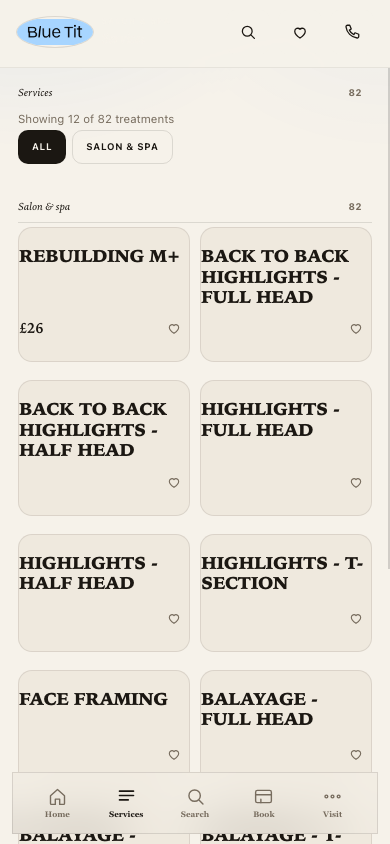 Blue Tit
Services 82
Showing 12 of 82 treatments
ALL SALON & SPA
Salon & spa 82
REBUILDING M+
£26
BACK TO BACK
HIGHLIGHTS -
FULL HEAD
BACK TO BACK
HIGHLIGHTS -
HALF HEAD
HIGHLIGHTS -
FULL HEAD
HIGHLIGHTS -
HALF HEAD
HIGHLIGHTS - T-
SECTION
FACE FRAMING
BALAYAGE -
FULL HEAD
Home Services Search Book Visit
BALAYAGE - BALAYAGE - T-